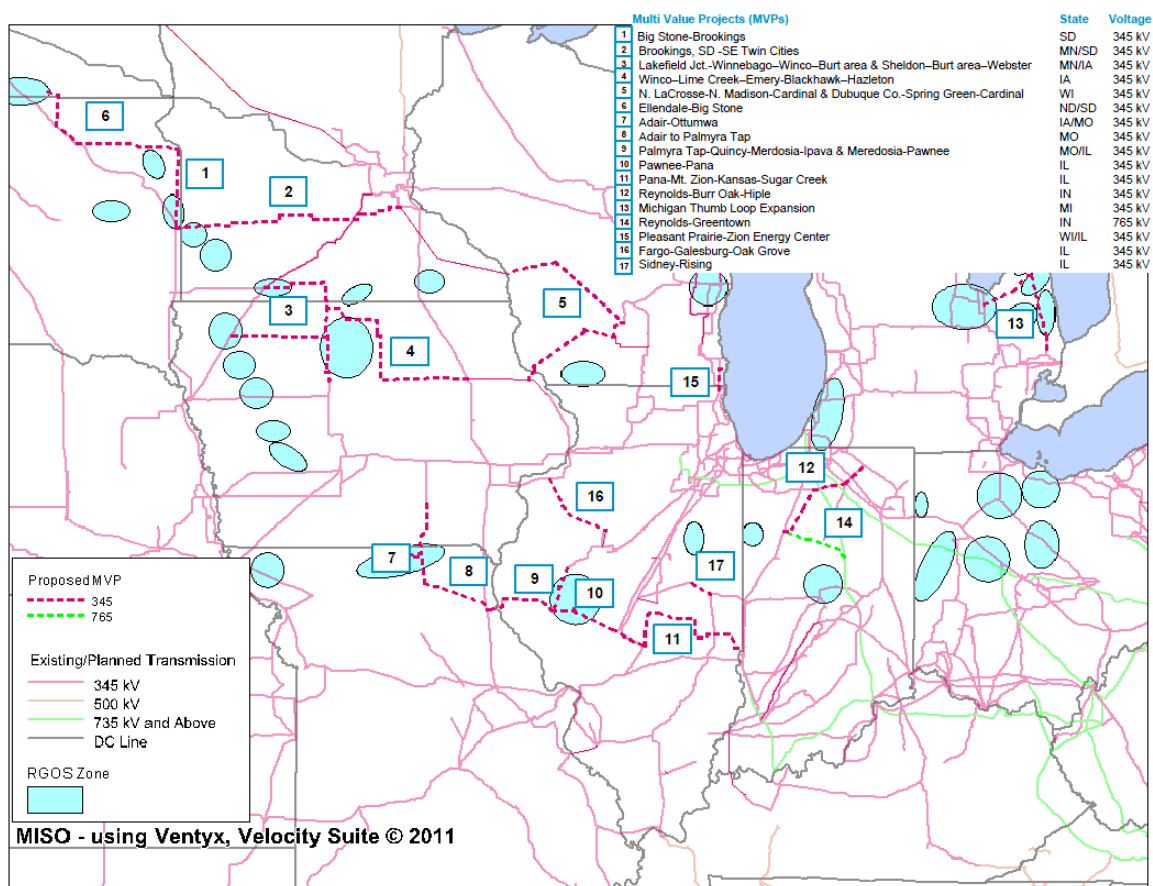 Multi Value Projects (MVPs) State Voltage
1 Big Stone-Brookings SD 345 kV
2 Brookings, SD -SE Twin Cities MN/SD 345 kV
3 Lakefield Jct.-Winnebago–Winco–Burt area & Sheldon–Burt area–Webster MN/IA 345 kV
4 Winco–Lime Creek–Emery-Blackhawk–Hazleton IA 345 kV
5 N. LaCrosse-N. Madison-Cardinal & Dubuque Co.-Spring Green-Cardinal WI 345 kV
6 Ellendale-Big Stone ND/SD 345 kV
7 Adair-Ottumwa IA/MO 345 kV
8 Adair to Palmyra Tap MO 345 kV
9 Palmyra Tap-Quincy-Merdosia-Ipava & Meredosia-Pawnee MO/IL 345 kV
10 Pawnee-Pana IL 345 kV
11 Pana-Mt. Zion-Kansas-Sugar Creek IL 345 kV
12 Reynolds-Burr Oak-Hiple IN 345 kV
13 Michigan Thumb Loop Expansion MI 345 kV
14 Reynolds-Greentown IN 765 kV
15 Pleasant Prairie-Zion Energy Center WI/IL 345 kV
16 Fargo-Galesburg-Oak Grove IL 345 kV
17 Sidney-Rising IL 345 kV
6
1
2
3
5
13
4
15
12
16
14
7
8
9
10
17
11
Proposed MVP
345
765
Existing/Planned Transmission
345 kV
500 kV
735 kV and Above
DC Line
RGOS Zone
MISO - using Ventyx, Velocity Suite © 2011